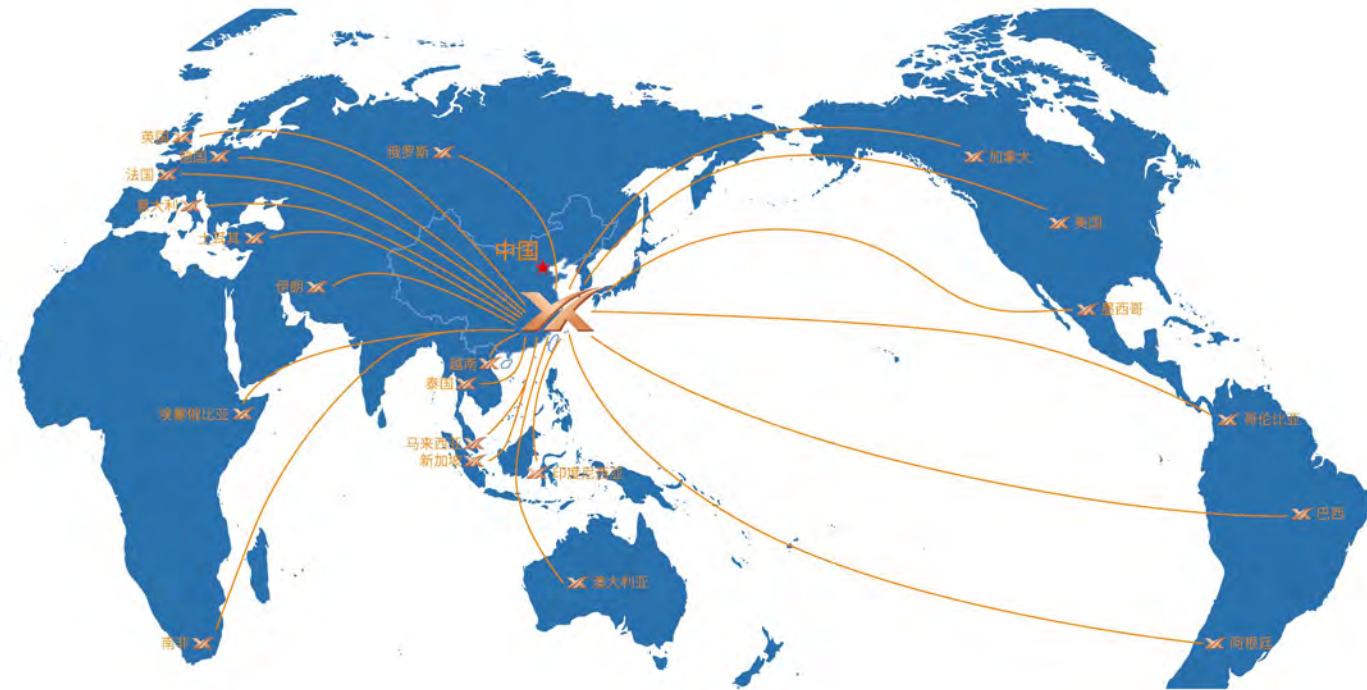 英国
德国
俄罗斯
加拿大
法国
意大利
美国
土耳其
中国
伊朗
墨西哥
越南
泰国
埃塞俄比亚
哥伦比亚
马来西亚
新加坡
印度尼西亚
巴西
澳大利亚
南非
阿根廷